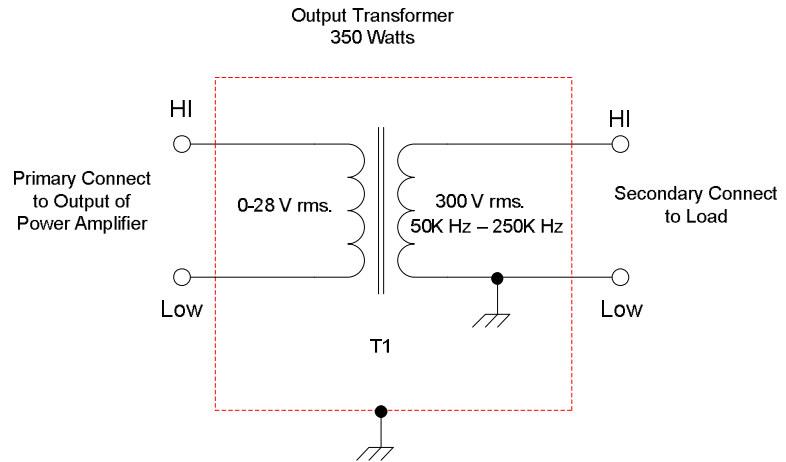 Output Transformer
350 Watts
HI
HI
Primary Connect
to Output of
Power Amplifier
0-28 V rms.
300 V rms.
50K Hz – 250K Hz
Secondary Connect
to Load
Low
Low
T1